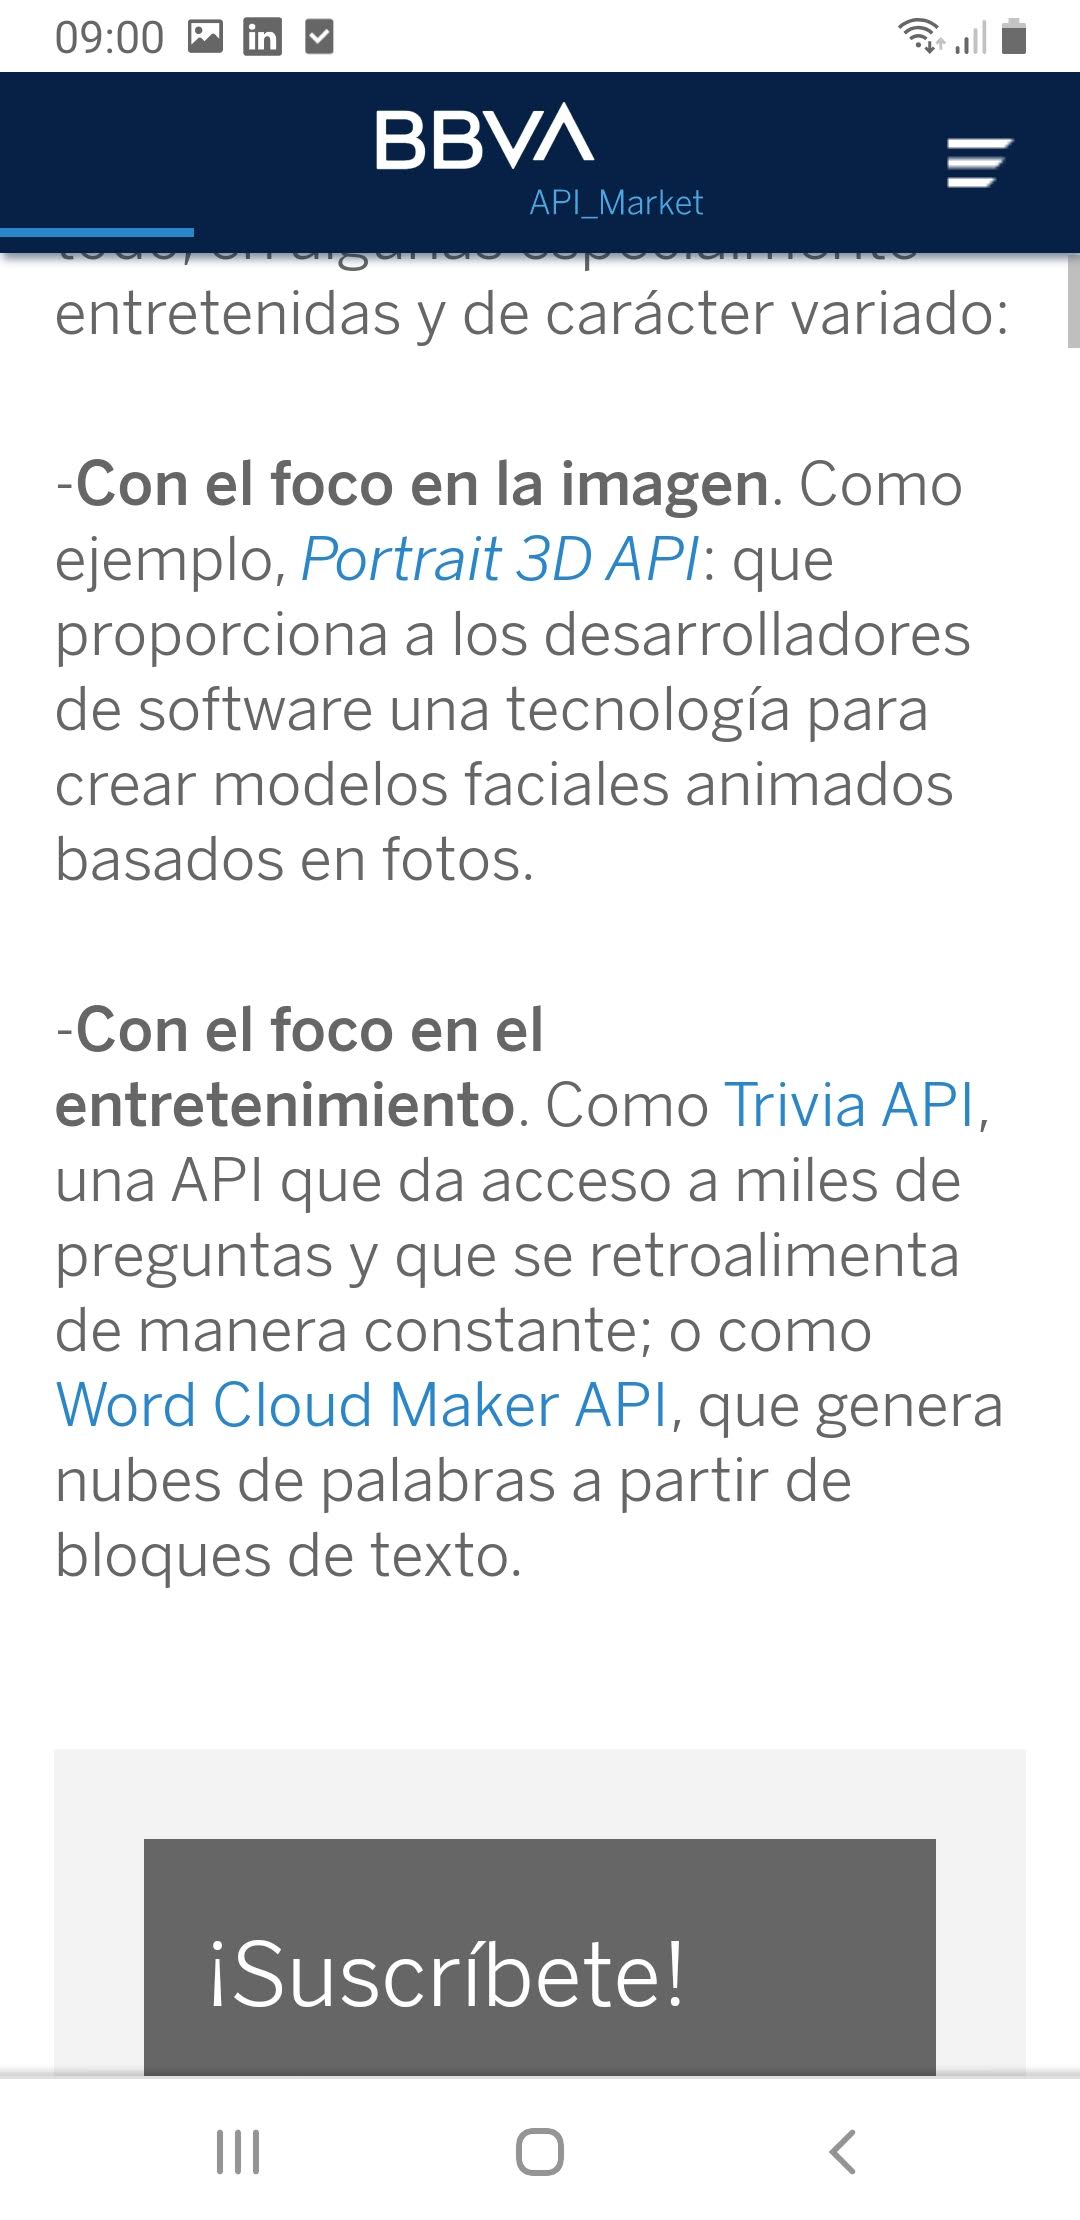 09:00
BBVA
API_Market
entretenidas y de carácter variado:
-Con el foco en la imagen. Como
ejemplo, Portrait 3D API: que
proporciona a los desarrolladores
de software una tecnología para
crear modelos faciales animados
basados en fotos.
-Con el foco en el
entretenimiento. Como Trivia API,
una API que da acceso a miles de
preguntas y que se retroalimenta
de manera constante; o como
Word Cloud Maker API, que genera
nubes de palabras a partir de
bloques de texto.
¡Suscríbete!